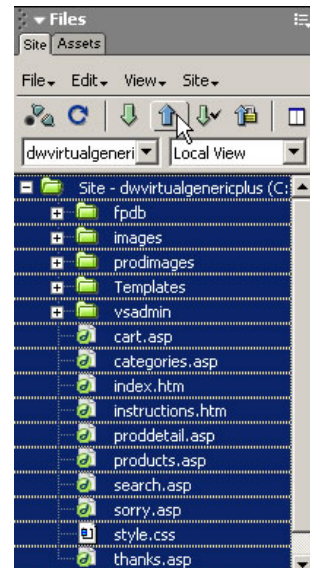 Files
Site Assets
File Edit View Site
dwvirtualgeneri Local View
Site - dwvirtualgenericplus (C:
fpdb
images
prodimages
Templates
vsadmin
cart.asp
categories.asp
index.htm
instructions.htm
proddetail.asp
products.asp
search.asp
sorry.asp
style.css
thanks.asp